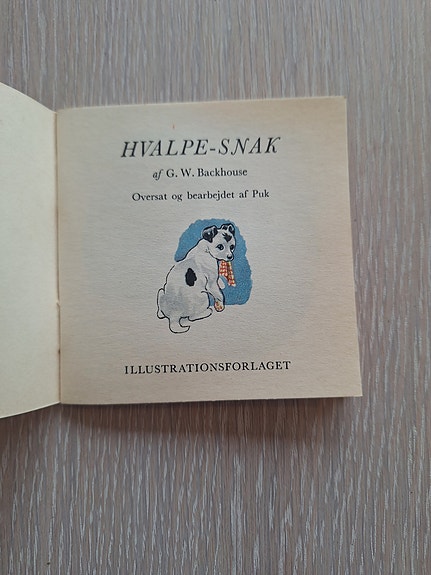 HVALPE-SNAK
af G. W. Backhouse
Oversat og bearbejdet af Puk
ILLUSTRATIONSFORLAGET